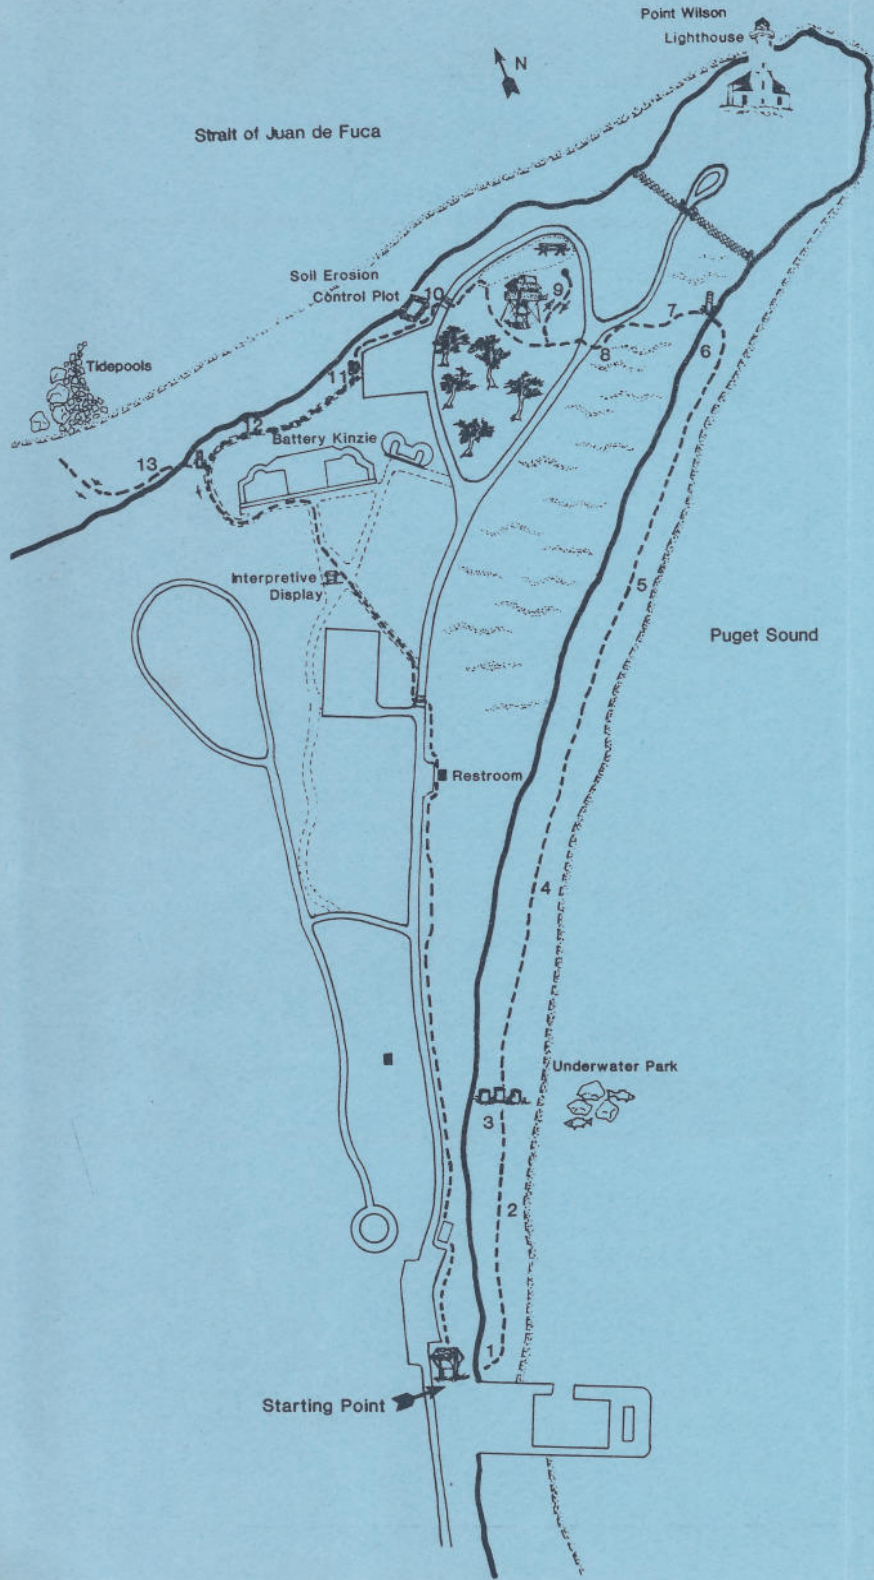 Point Wilson
Lighthouse
N
Strait of Juan de Fuca
Soil Erosion
Control Plot
10
9
7
8
6
Tidepools
11
12
Battery Kinzie
13
Interpretive
Display
5
Puget Sound
Restroom
4
Underwater Park
3
2
1
Starting Point